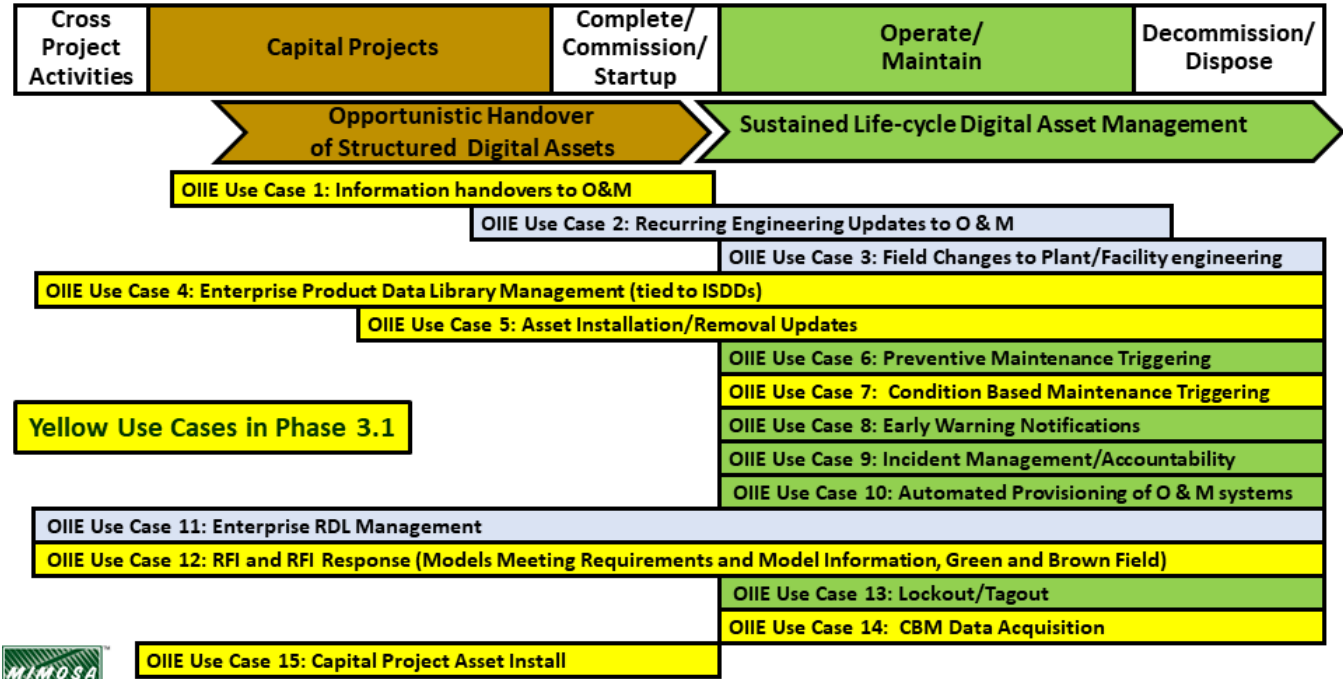 Cross
Project
Activities
Capital Projects
Complete/
Commission/
Startup
Operate/
Maintain
Decommission/
Dispose
Opportunistic Handover
of Structured Digital Assets
Sustained Life-cycle Digital Asset Management
OIIE Use Case 1: Information handovers to O&M
OIIE Use Case 2: Recurring Engineering Updates to O & M
OIIE Use Case 3: Field Changes to Plant/Facility engineering
OIIE Use Case 4: Enterprise Product Data Library Management (tied to ISDDs)
OIIE Use Case 5: Asset Installation/Removal Updates
OIIE Use Case 6: Preventive Maintenance Triggering
OIIE Use Case 7: Condition Based Maintenance Triggering
Yellow Use Cases in Phase 3.1
OIIE Use Case 8: Early Warning Notifications
OIIE Use Case 9: Incident Management/Accountability
OIIE Use Case 10: Automated Provisioning of O & M systems
OIIE Use Case 11: Enterprise RDL Management
OIIE Use Case 12: RFI and RFI Response (Models Meeting Requirements and Model Information, Green and Brown Field)
OIIE Use Case 13: Lockout/Tagout
OIIE Use Case 14: CBM Data Acquisition
MIMOSA™
OIIE Use Case 15: Capital Project Asset Install